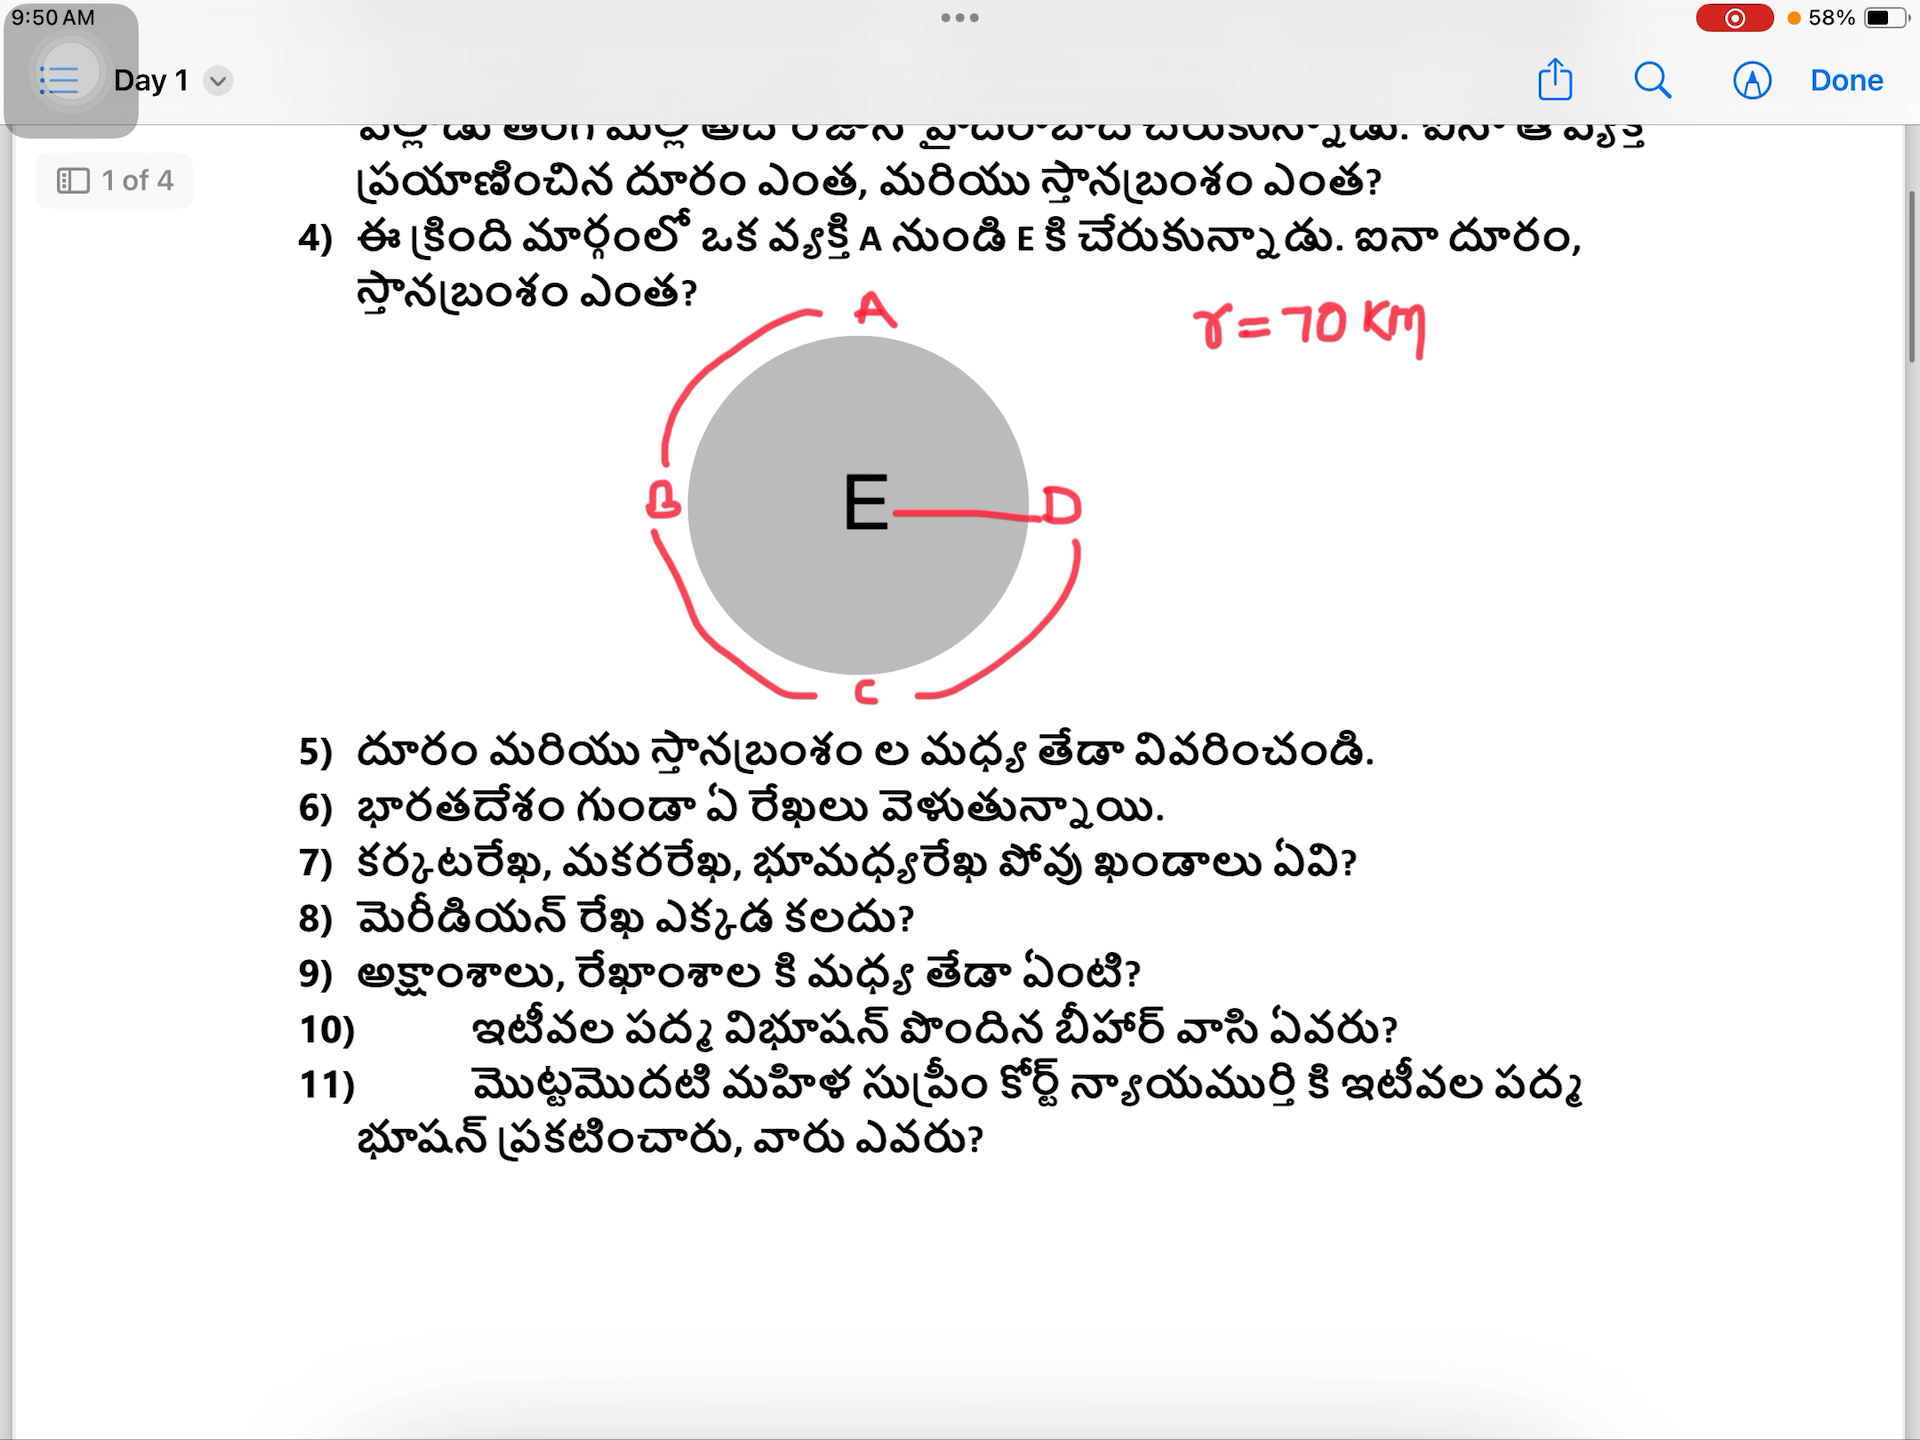 9:50 AM
58%
Day 1
Done
1 of 4
ప్రయాణించిన దూరం ఎంత, మరియు స్తానబ్రంశం ఎంత?
4) ఈ క్రింది మార్గంలో ఒక వ్యక్తి A నుండి E కి చేరుకున్నాడు. ఐనా దూరం,
స్తానబ్రంశం ఎంత?
A
r = 70 Km
B
E
D
C
5) దూరం మరియు స్తానబ్రంశం ల మధ్య తేడా వివరించండి.
6) భారతదేశం గుండా ఏ రేఖలు వెళుతున్నాయి.
7) కర్కటరేఖ, మకరరేఖ, భూమధ్యరేఖ పోవు ఖండాలు ఏవి?
8) మెరీడియన్ రేఖ ఎక్కడ కలదు?
9) అక్షాంశాలు, రేఖాంశాల కి మధ్య తేడా ఏంటి?
10) ఇటీవల పద్మ విభూషన్ పొందిన బీహార్ వాసి ఏవరు?
11) మొట్టమొదటి మహిళ సుప్రీం కోర్ట్ న్యాయముర్తి కి ఇటీవల పద్మ
భూషన్ ప్రకటించారు, వారు ఎవరు?